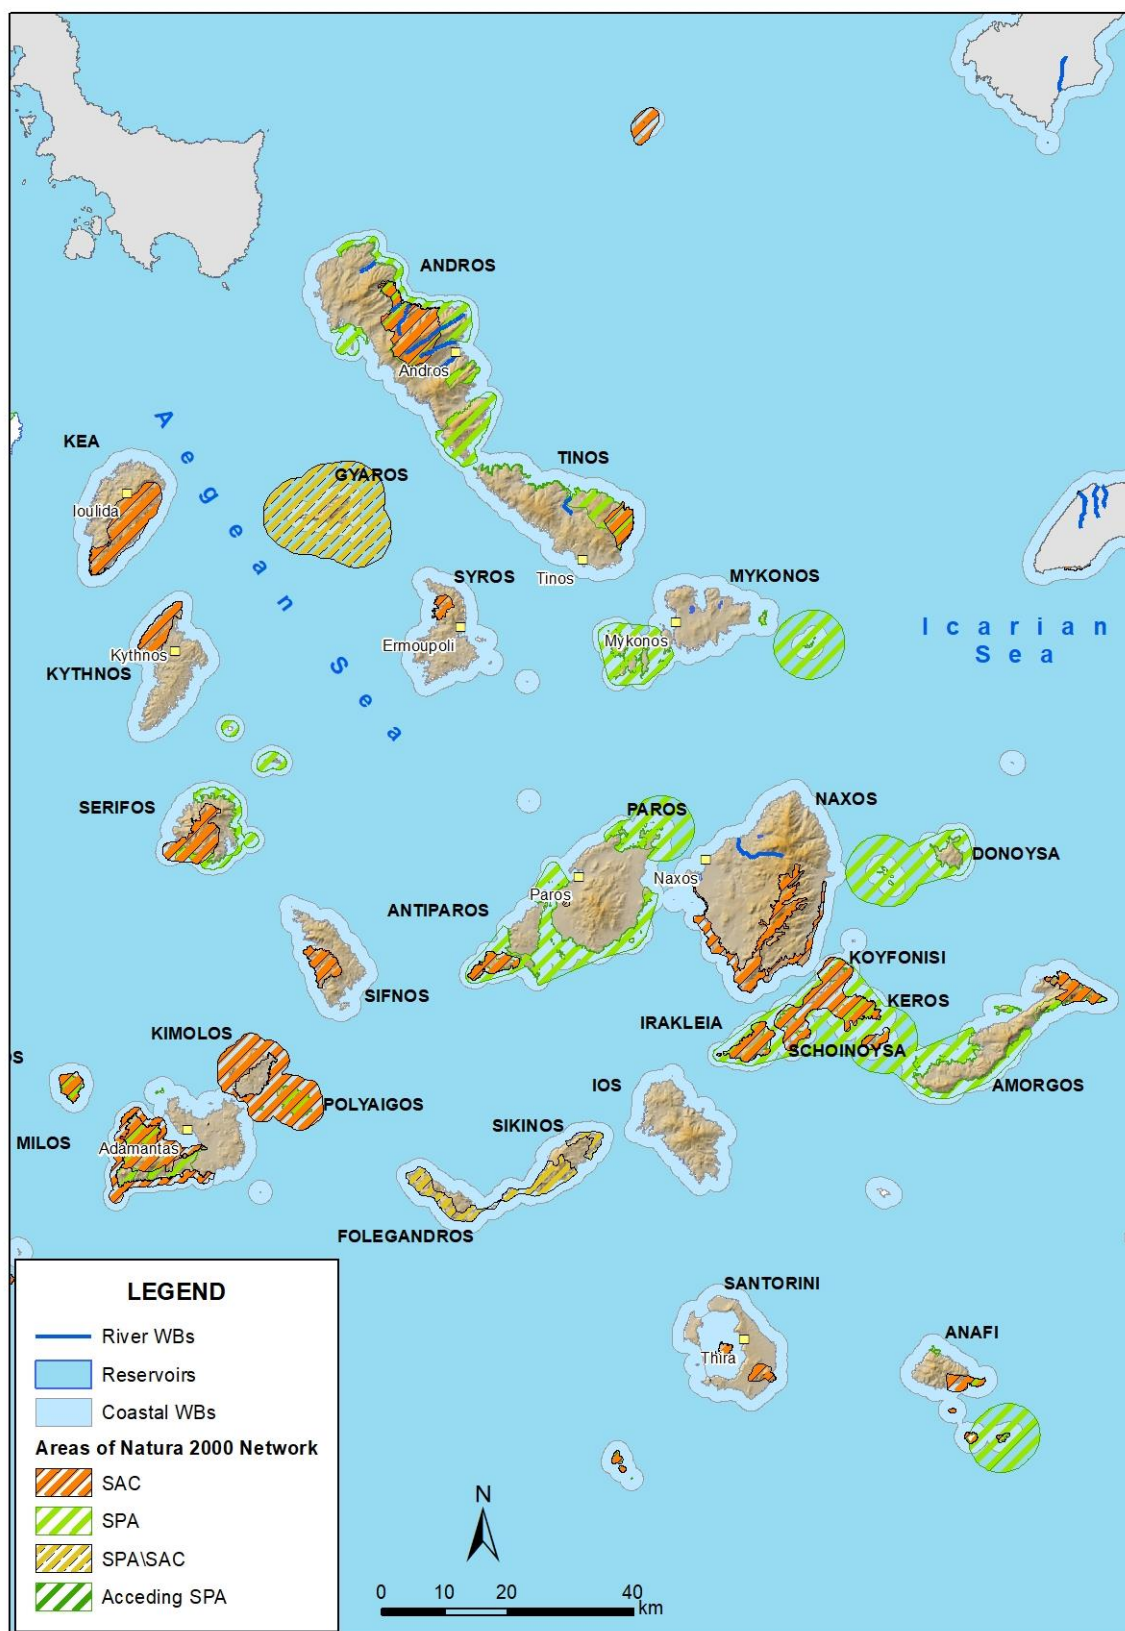 ANDROS
Andros
Aegean Sea
KEA
Ioulida
GYAROS
TINOS
Tinos
SYROS
Ermoupoli
MYKONOS
Mykonos
Icarian
Sea
Kythnos
KYTHNOS
SERIFOS
PAROS
Paros
NAXOS
Naxos
DONOYSA
ANTIPAROS
SIFNOS
KOYFONISI
KEROS
IRAKLEIA
SCHOINOYSA
AMORGOS
KIMOLOS
OS
POLYAIGOS
IOS
SIKINOS
MILOS
Adamantas
FOLEGANDROS
SANTORINI
Thira
ANAFI
LEGEND
River WBs
Reservoirs
Coastal WBs
Areas of Natura 2000 Network
SAC
SPA
SPA\SAC
Acceding SPA
N
0 10 20 40
km